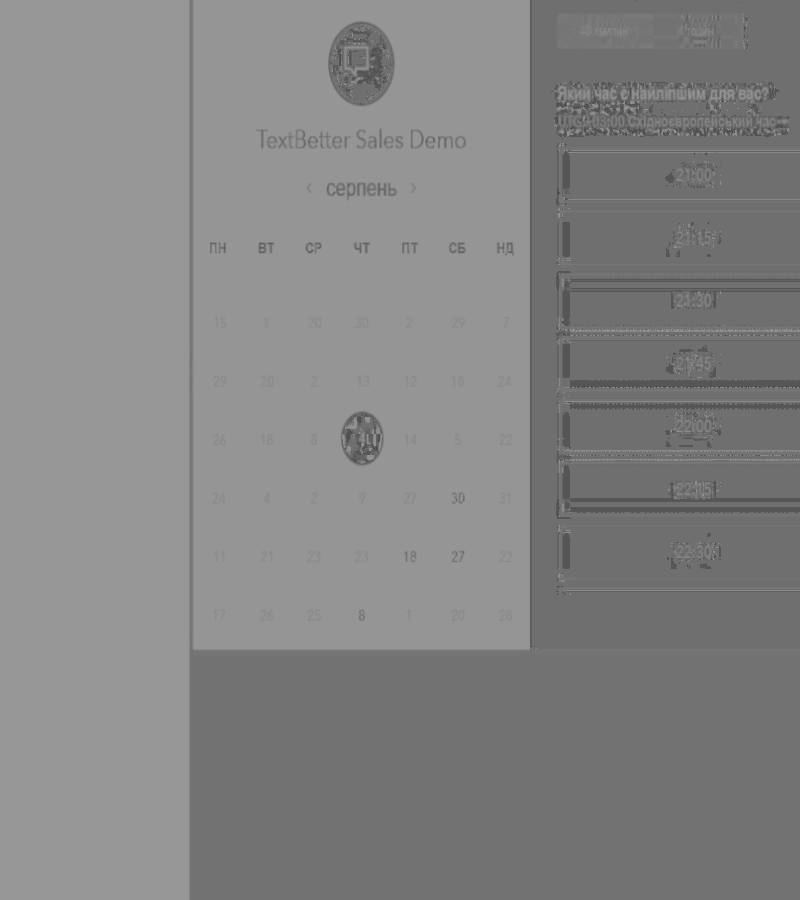 TextBetter Sales Demo
‹ серпень ›
ПН ВТ СР ЧТ ПТ СБ НД
15 1 20 30 2 29 7
29 20 2 13 12 18 24
26 18 8 14 5 22
24 4 2 9 27 30 31
11 21 23 23 18 27 22
17 26 25 8 1 20 28
Який час є найліпшим для вас?
UTC+03:00 Східноєвропейський час
21:00
21:15
21:30
21:45
22:00
22:15
22:30